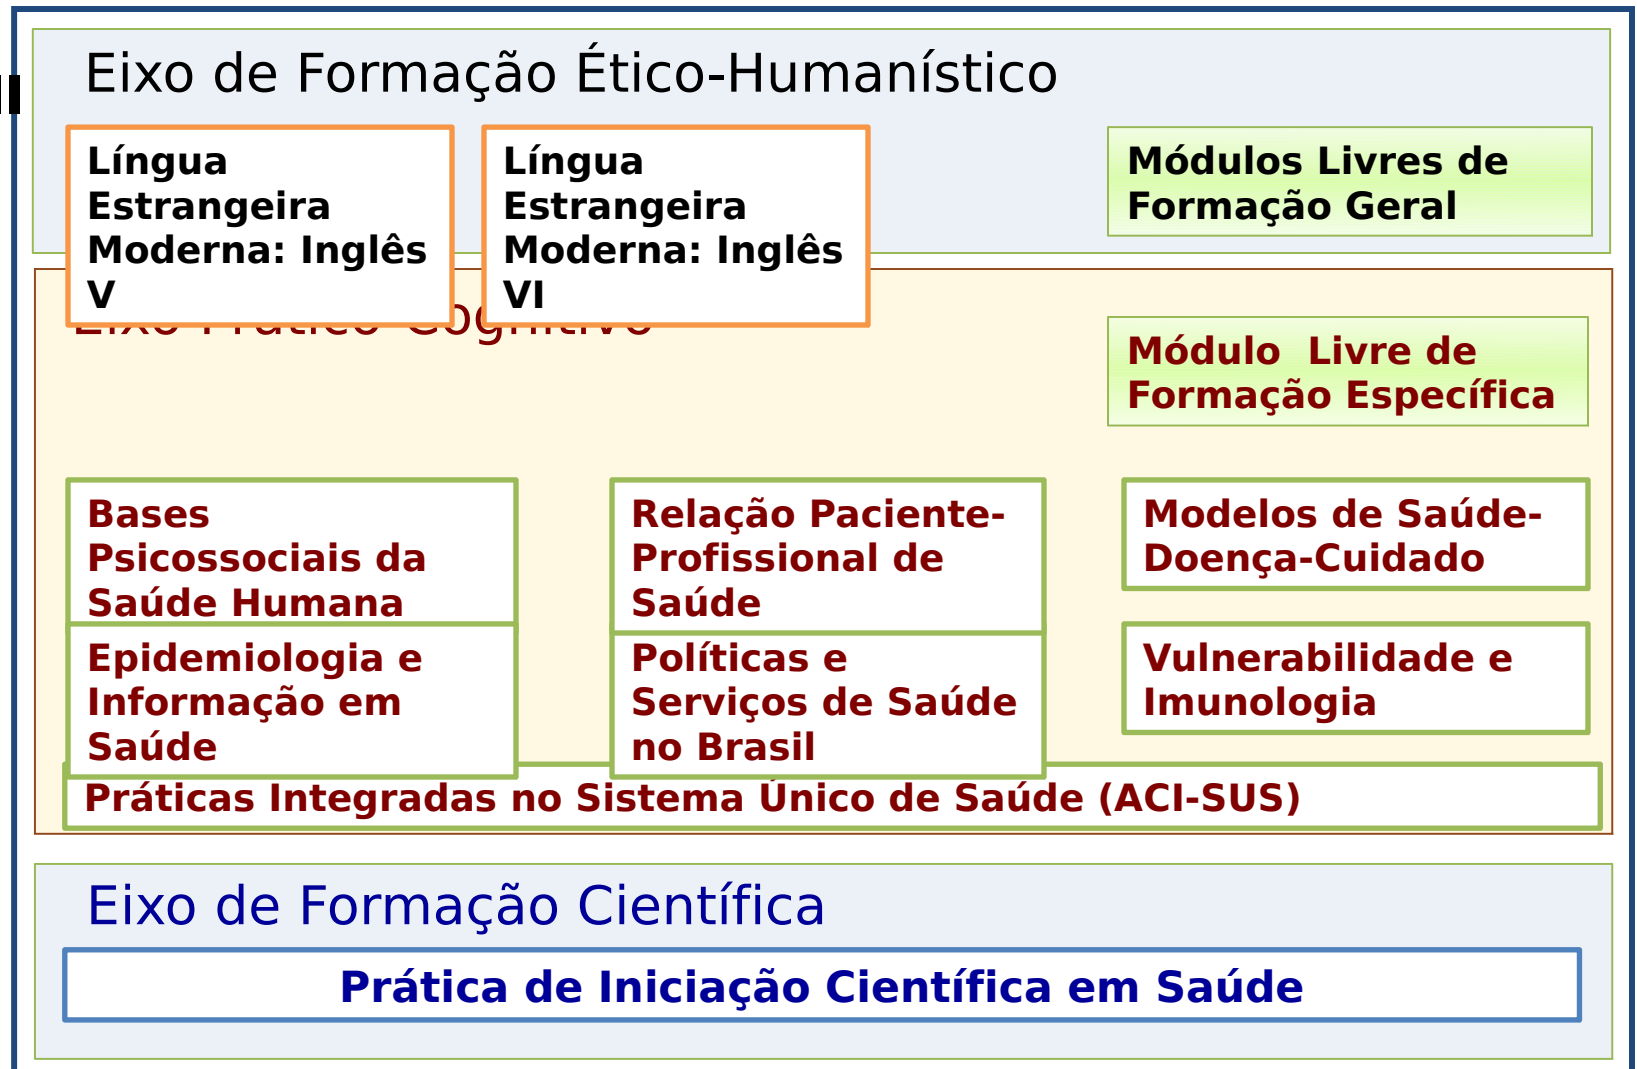 Eixo de Formação Ético-Humanístico
Língua
Estrangeira
Moderna: Inglês
V
Língua
Estrangeira
Moderna: Inglês
VI
Módulos Livres de
Formação Geral
Eixo Prático-Cognitivo
Módulo Livre de
Formação Específica
Bases
Psicossociais da
Saúde Humana
Relação Paciente-
Profissional de
Saúde
Modelos de Saúde-
Doença-Cuidado
Epidemiologia e
Informação em
Saúde
Políticas e
Serviços de Saúde
no Brasil
Vulnerabilidade e
Imunologia
Práticas Integradas no Sistema Único de Saúde (ACI-SUS)
Eixo de Formação Científica
Prática de Iniciação Científica em Saúde